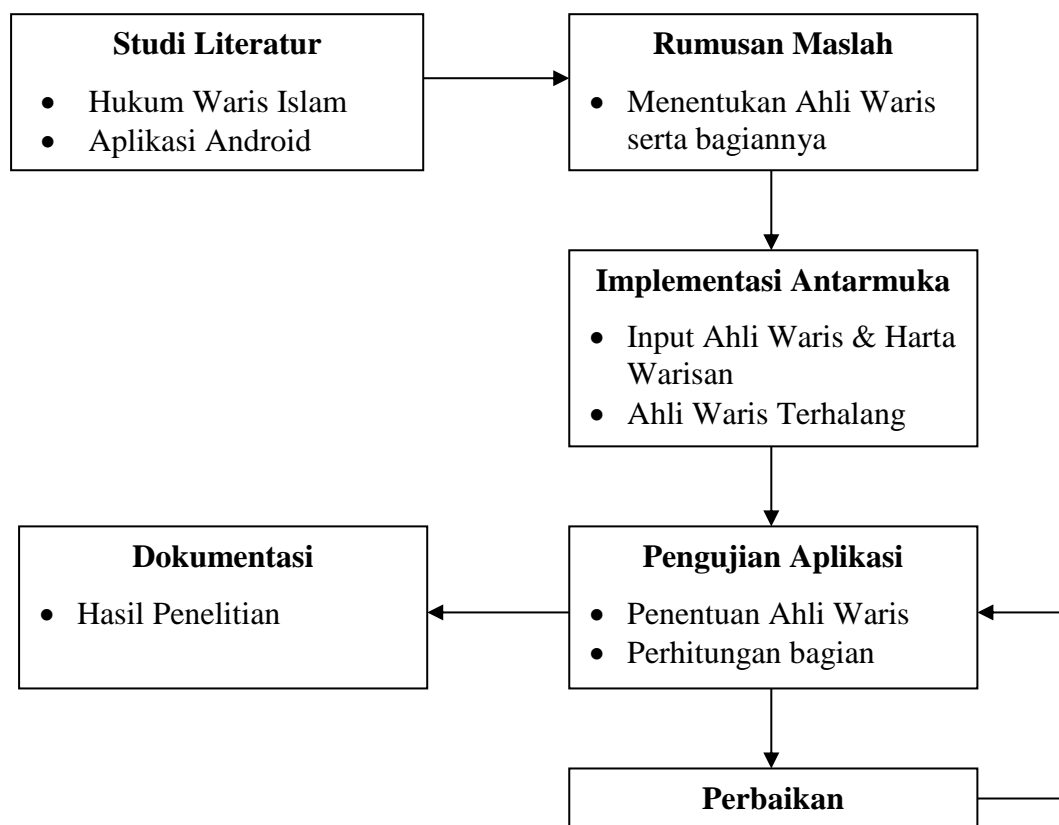 Studi Literatur
• Hukum Waris Islam
• Aplikasi Android
Rumusan Maslah
• Menentukan Ahli Waris
serta bagiannya
Implementasi Antarmuka
• Input Ahli Waris & Harta
Warisan
• Ahli Waris Terhalang
Dokumentasi
• Hasil Penelitian
Pengujian Aplikasi
• Penentuan Ahli Waris
• Perhitungan bagian
Perbaikan